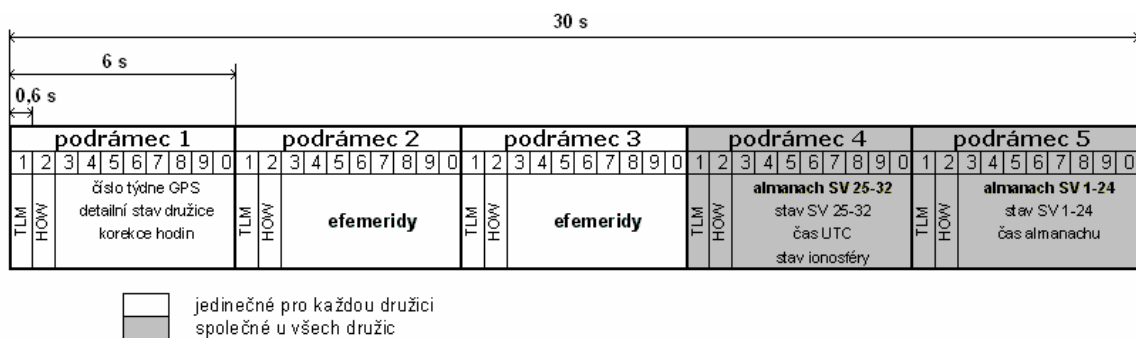 30 s
6 s
0,6 s
podrámec 1 podrámec 2 podrámec 3 podrámec 4 podrámec 5
1 2 3 4 5 6 7 8 9 0 1 2 3 4 5 6 7 8 9 0 1 2 3 4 5 6 7 8 9 0 1 2 3 4 5 6 7 8 9 0 1 2 3 4 5 6 7 8 9 0
TLM
HOW
číslo týdne GPS
detailní stav družice
korekce hodin
TLM
HOW
efemeridy
TLM
HOW
efemeridy
TLM
HOW
almanach SV 25-32
stav SV 25-32
čas UTC
stav ionosféry
TLM
HOW
almanach SV 1-24
stav SV 1-24
čas almanachu
jedinečné pro každou družici
společné u všech družic